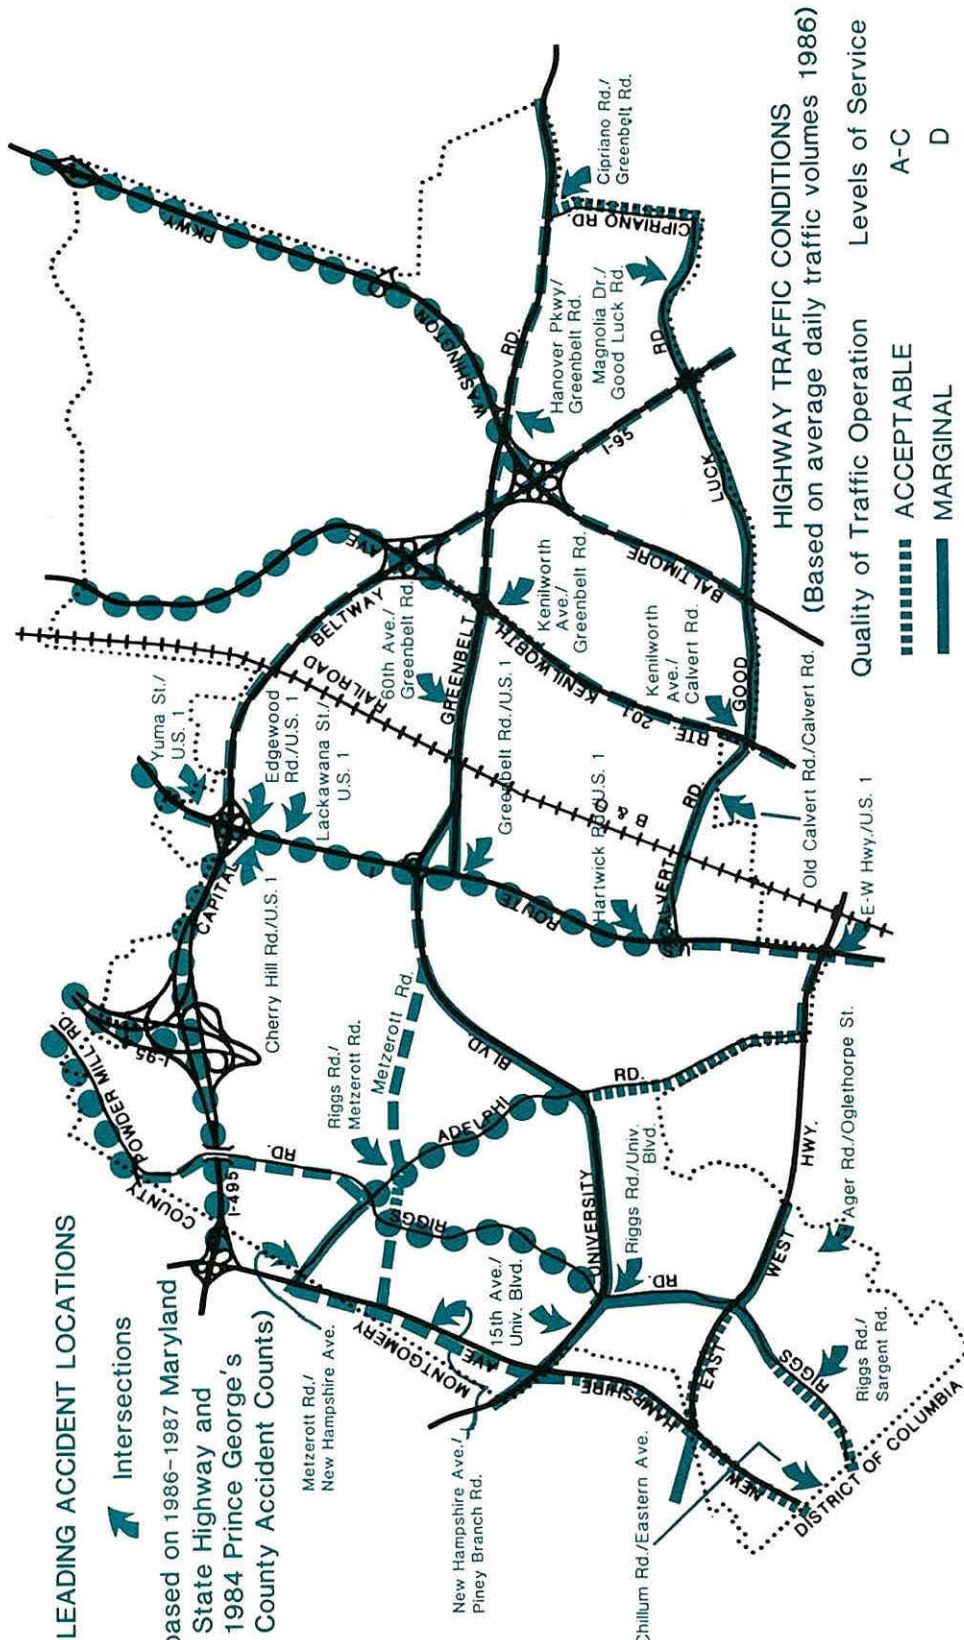 LEADING ACCIDENT LOCATIONS
Intersections
based on 1986-1987 Maryland
State Highway and
1984 Prince George's
County Accident Counts)
HIGHWAY TRAFFIC CONDITIONS
(Based on average daily traffic volumes 1986)
Quality of Traffic Operation
Levels of Service
ACCEPTABLE
A-C
MARGINAL
D
Yuma St./
U.S. 1
Edgewood
Rd./U.S. 1
Lackawana St./
U.S. 1
Cherry Hill Rd./U.S. 1
Riggs Rd./
Metzerott Rd.
Metzerott Rd.
Metzerott Rd./
New Hampshire Ave.
New Hampshire Ave./
Piney Branch Rd.
15th Ave./
Univ. Blvd.
Riggs Rd./Univ.
Blvd.
Chillum Rd./Eastern Ave.
Riggs Rd./
Sargent Rd.
Ager Rd./Oglethorpe St.
E-W Hwy./U.S. 1
Old Calvert Rd./Calvert Rd.
Hartwick Rd./U.S. 1
Greenbelt Rd./U.S. 1
60th Ave./
Greenbelt Rd.
Kenilworth
Ave./
Greenbelt Rd.
Kenilworth
Ave./
Calvert Rd.
Hanover Pkwy/
Greenbelt Rd.
Magnolia Dr./
Good Luck Rd.
Cipriano Rd./
Greenbelt Rd.
POWDER MILL RD.
COUNTY
MONTGOMERY
I-95
I-495
CAPITAL
BELTWAY
RAILROAD
B & O
ROUTE
1
U.S.
RIGGS
RD.
ADELPHI
RD.
UNIVERSITY
BLVD.
NEW
HAMPSHIRE
AVE
EAST
WEST
HWY.
RIGGS
RD.
DISTRICT OF COLUMBIA
CALVERT
RD.
GREENBELT
RD.
KENILWORTH
AVE
RTE.
201
BALTIMORE
WASHINGTON
PKWY
I-95
GOOD
LUCK
RD.
CIPRIANO RD.